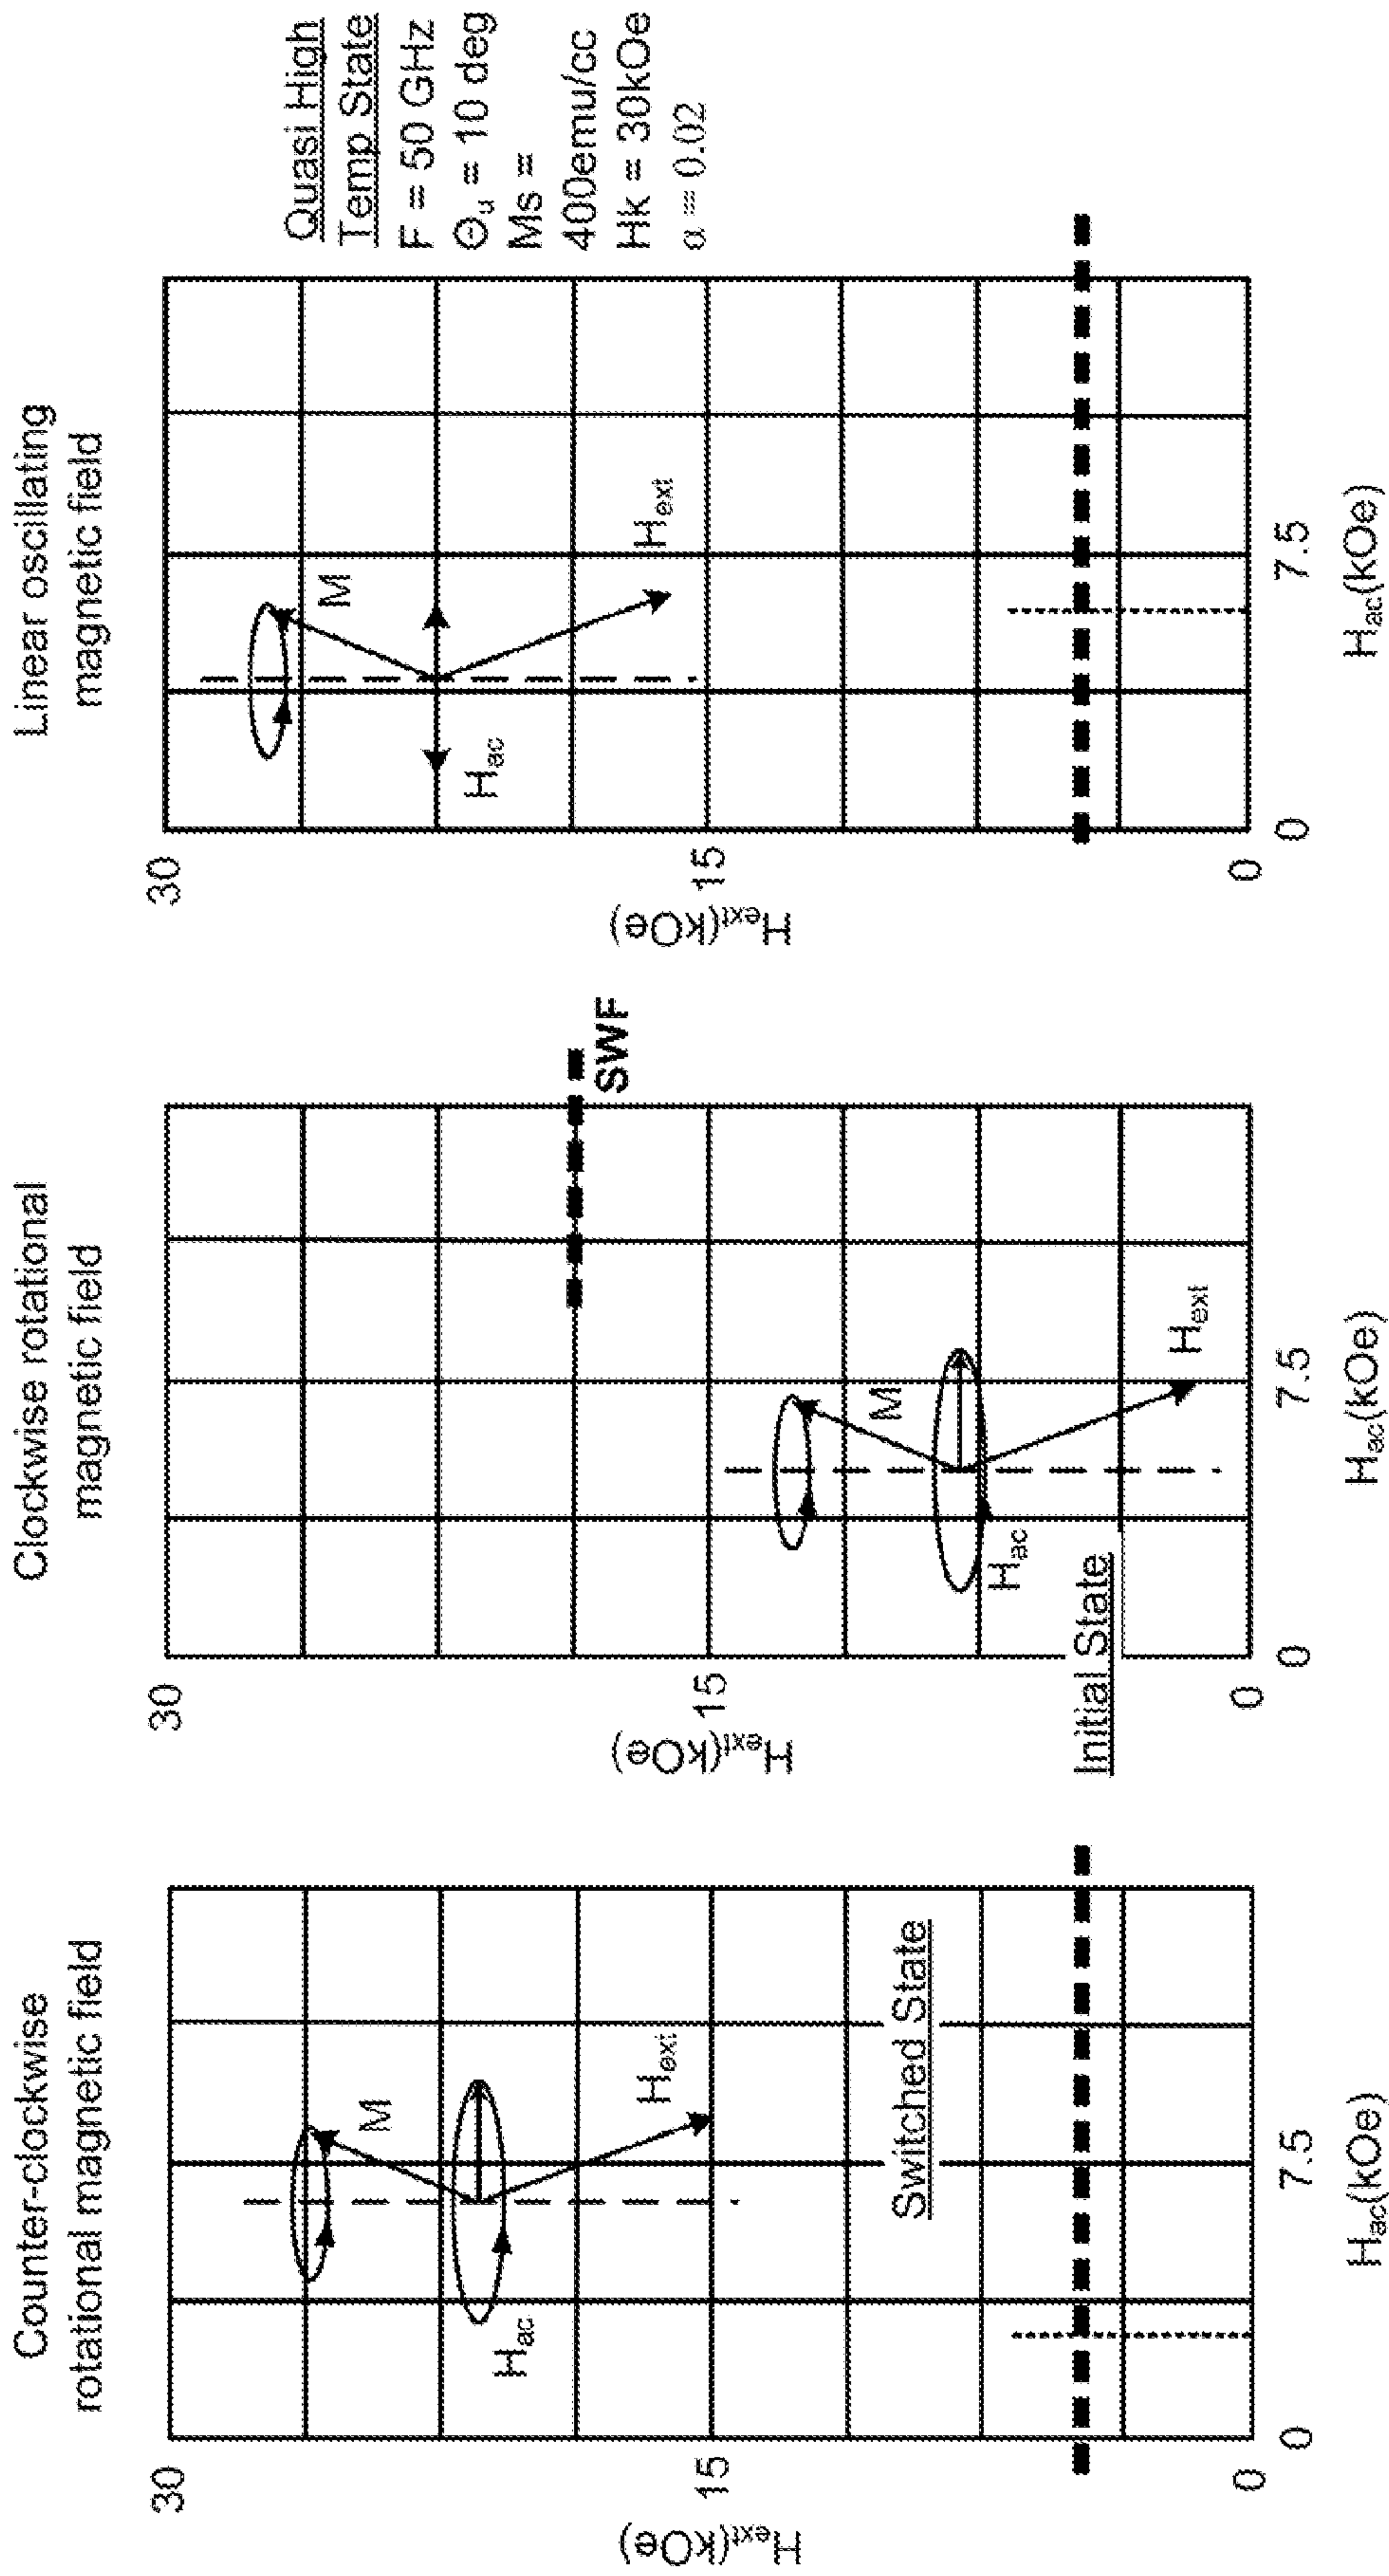 Counter-clockwise
rotational magnetic field
30
15
0
Hext(kOe)
M
Hac
Hext
Switched State
0
7.5
Hac(kOe)
Clockwise rotational
magnetic field
30
15
0
Hext(kOe)
SWF
M
Hac
Hext
Initial State
0
7.5
Hac(kOe)
Linear oscillating
magnetic field
30
15
0
Hext(kOe)
M
Hac
Hext
0
7.5
Hac(kOe)
Quasi High
Temp State
F = 50 GHz
Θu = 10 deg
Ms =
400emu/cc
Hk = 30kOe
α = 0.02